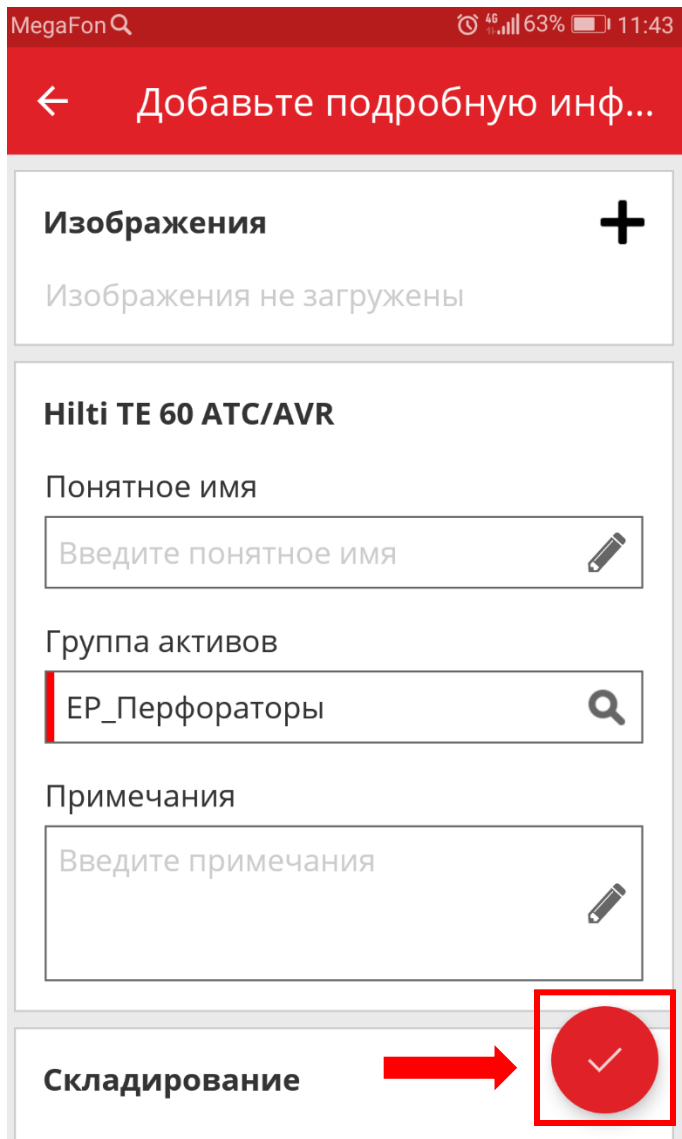 MegaFon 4G 63% 11:43
Добавьте подробную инф...
Изображения
Изображения не загружены
Hilti TE 60 ATC/AVR
Понятное имя
Введите понятное имя
Группа активов
EP_Перфораторы
Примечания
Введите примечания
Складирование